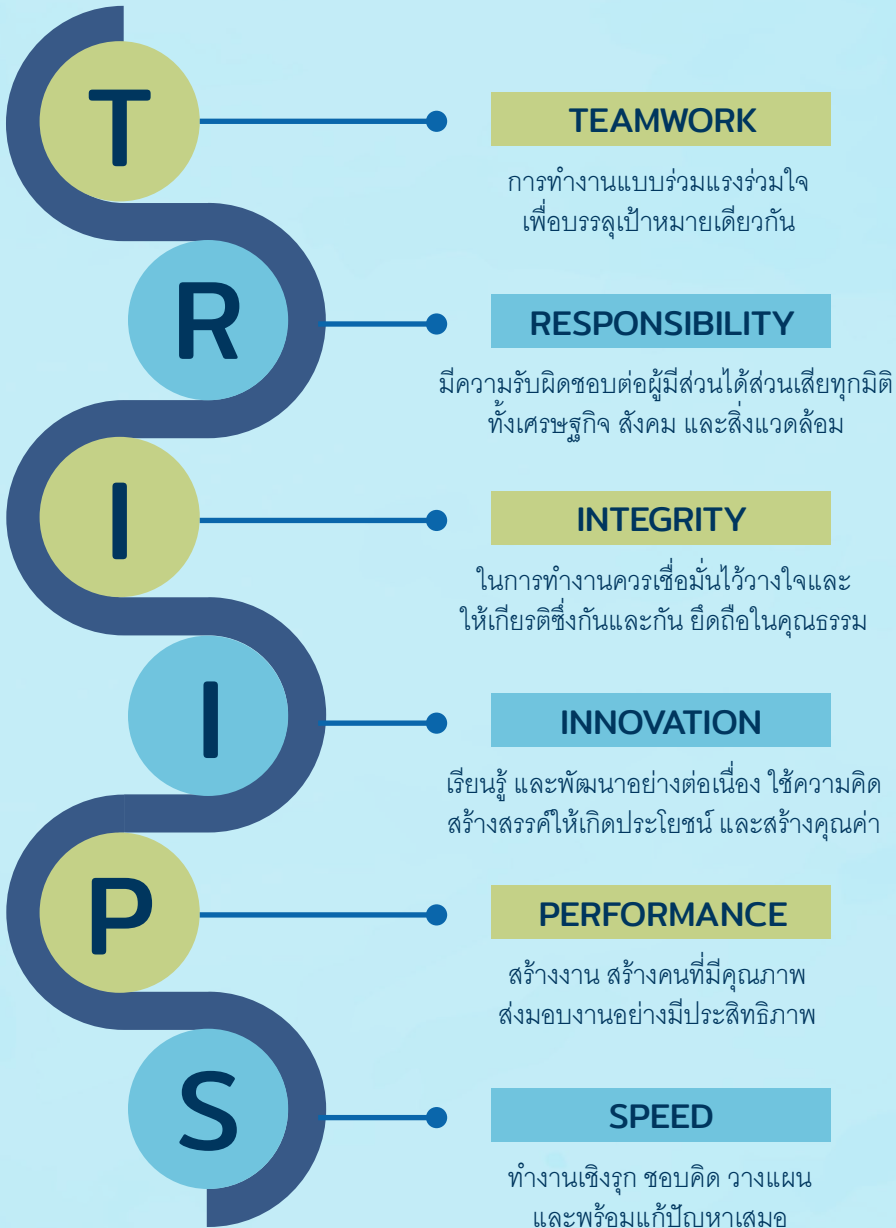 T
TEAMWORK
การทำงานแบบร่วมแรงร่วมใจ
เพื่อบรรลุเป้าหมายเดียวกัน
R
RESPONSIBILITY
มีความรับผิดชอบต่อผู้มีส่วนได้ส่วนเสียทุกมิติ
ทั้งเศรษฐกิจ สังคม และสิ่งแวดล้อม
I
INTEGRITY
ในการทำงานควรเชื่อมั่นไว้วางใจและ
ให้เกียรติซึ่งกันและกัน ยึดถือในคุณธรรม
I
INNOVATION
เรียนรู้ และพัฒนาอย่างต่อเนื่อง ใช้ความคิด
สร้างสรรค์ให้เกิดประโยชน์ และสร้างคุณค่า
P
PERFORMANCE
สร้างงาน สร้างคนที่มีคุณภาพ
ส่งมอบงานอย่างมีประสิทธิภาพ
S
SPEED
ทำงานเชิงรุก ชอบคิด วางแผน
และพร้อมแก้ปัญหาเสมอ